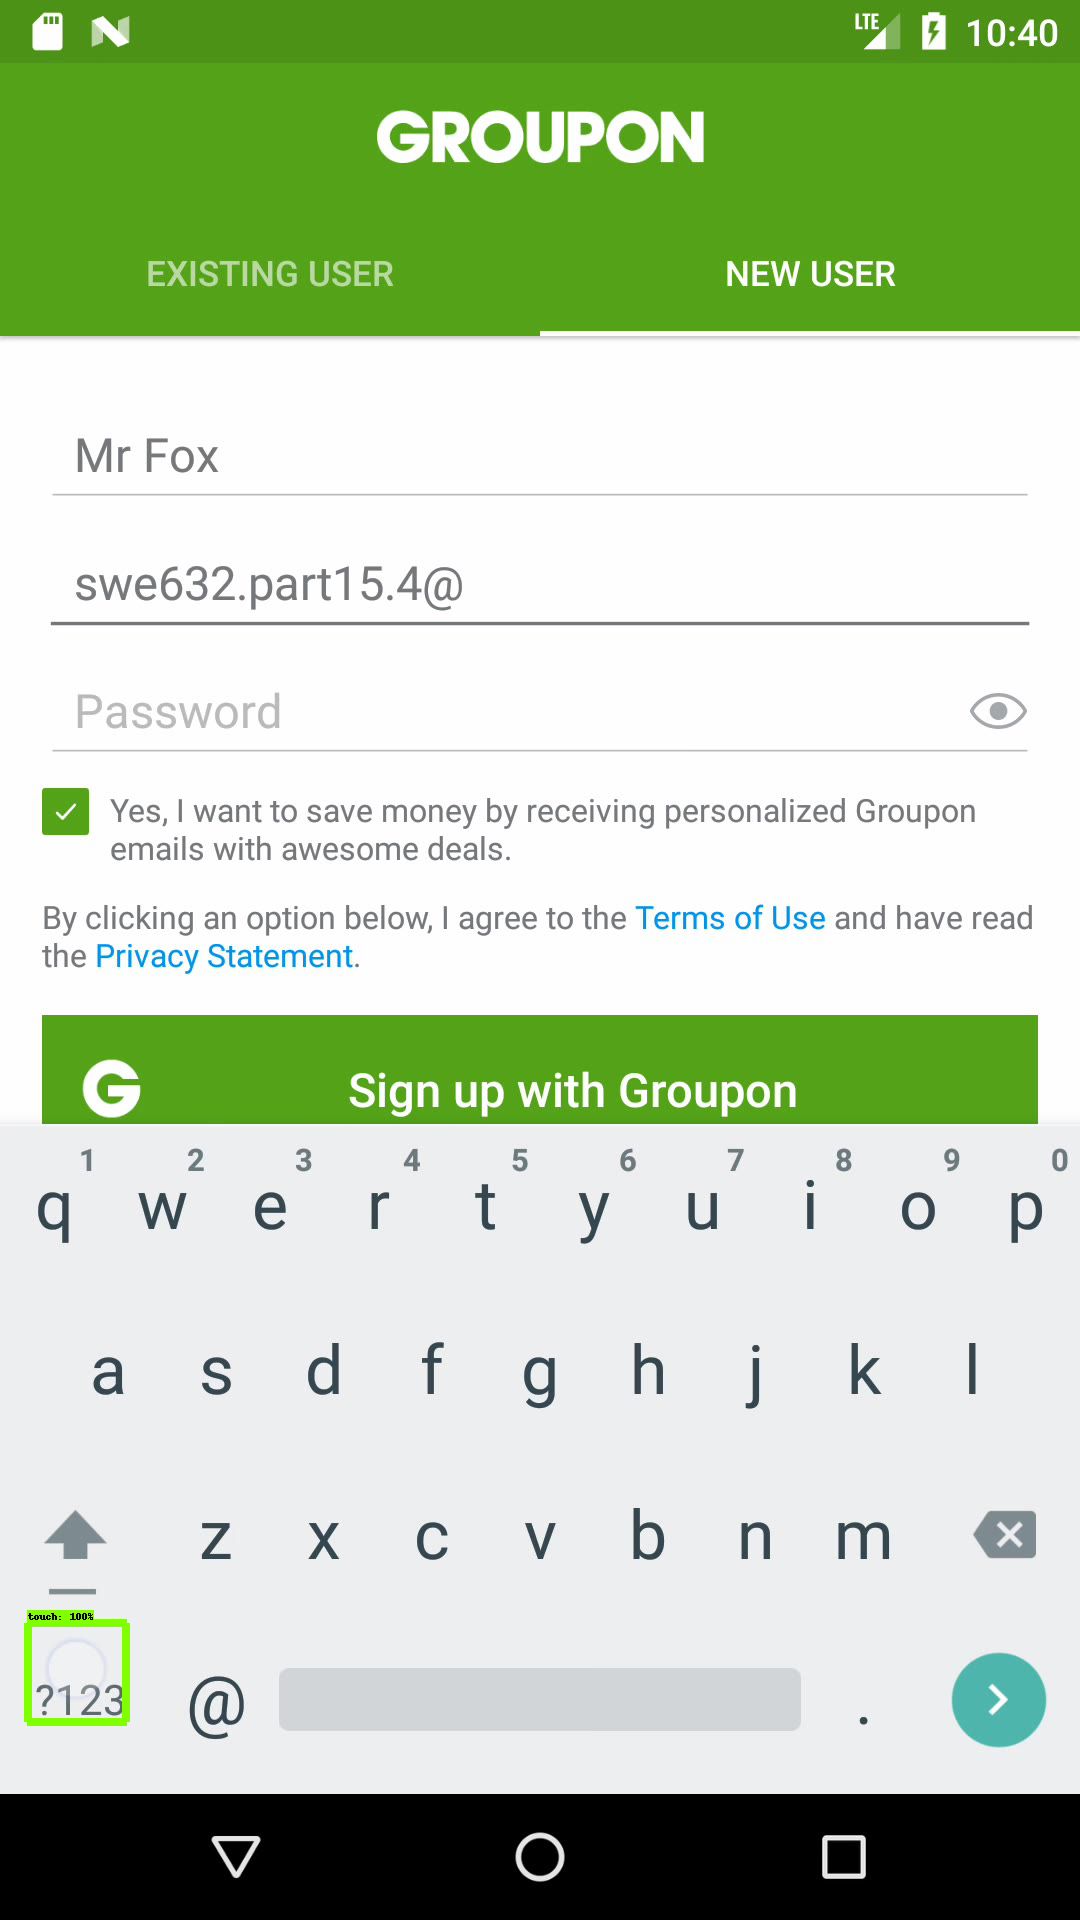 LTE 10:40
GROUPON
EXISTING USER NEW USER
Mr Fox
swe632.part15.4@
Password
Yes, I want to save money by receiving personalized Groupon
emails with awesome deals.
By clicking an option below, I agree to the Terms of Use and have read
the Privacy Statement.
G Sign up with Groupon
1 2 3 4 5 6 7 8 9 0
q w e r t y u i o p
a s d f g h j k l
z x c v b n m
touch: 100%
?123 @ .